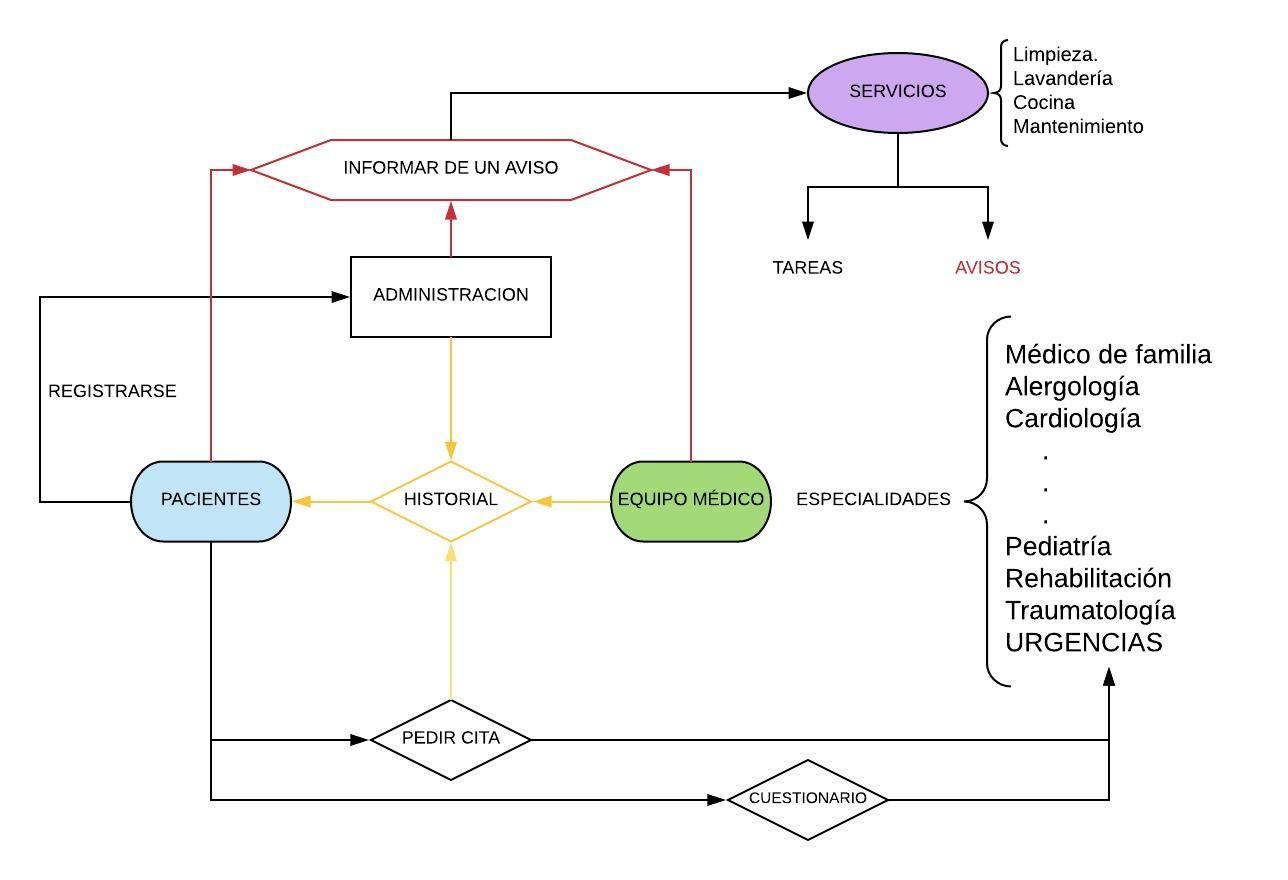 Limpieza.
Lavandería
SERVICIOS
Cocina
Mantenimiento
INFORMAR DE UN AVISO
TAREAS
AVISOS
ADMINISTRACION
REGISTRARSE
Médico de familia
Alergología
Cardiología
.
.
.
PACIENTES
HISTORIAL
EQUIPO MÉDICO
ESPECIALIDADES
Pediatría
Rehabilitación
Traumatología
URGENCIAS
PEDIR CITA
CUESTIONARIO